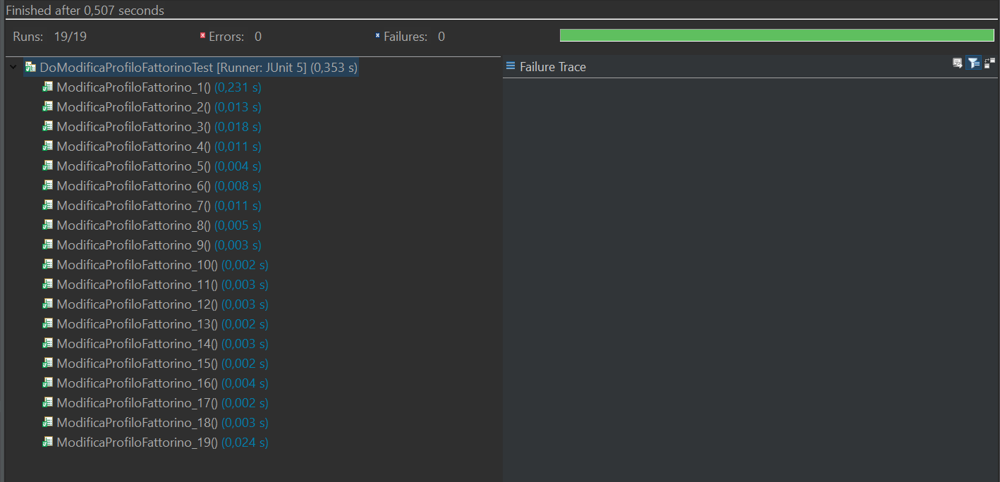 Finished after 0,507 seconds
Runs: 19/19 Errors: 0 Failures: 0
DoModificaProfiloFattorinoTest [Runner: JUnit 5] (0,353 s)
Failure Trace
ModificaProfiloFattorino_1() (0,231 s)
ModificaProfiloFattorino_2() (0,013 s)
ModificaProfiloFattorino_3() (0,018 s)
ModificaProfiloFattorino_4() (0,011 s)
ModificaProfiloFattorino_5() (0,004 s)
ModificaProfiloFattorino_6() (0,008 s)
ModificaProfiloFattorino_7() (0,011 s)
ModificaProfiloFattorino_8() (0,005 s)
ModificaProfiloFattorino_9() (0,003 s)
ModificaProfiloFattorino_10() (0,002 s)
ModificaProfiloFattorino_11() (0,003 s)
ModificaProfiloFattorino_12() (0,003 s)
ModificaProfiloFattorino_13() (0,002 s)
ModificaProfiloFattorino_14() (0,003 s)
ModificaProfiloFattorino_15() (0,002 s)
ModificaProfiloFattorino_16() (0,004 s)
ModificaProfiloFattorino_17() (0,002 s)
ModificaProfiloFattorino_18() (0,003 s)
ModificaProfiloFattorino_19() (0,024 s)